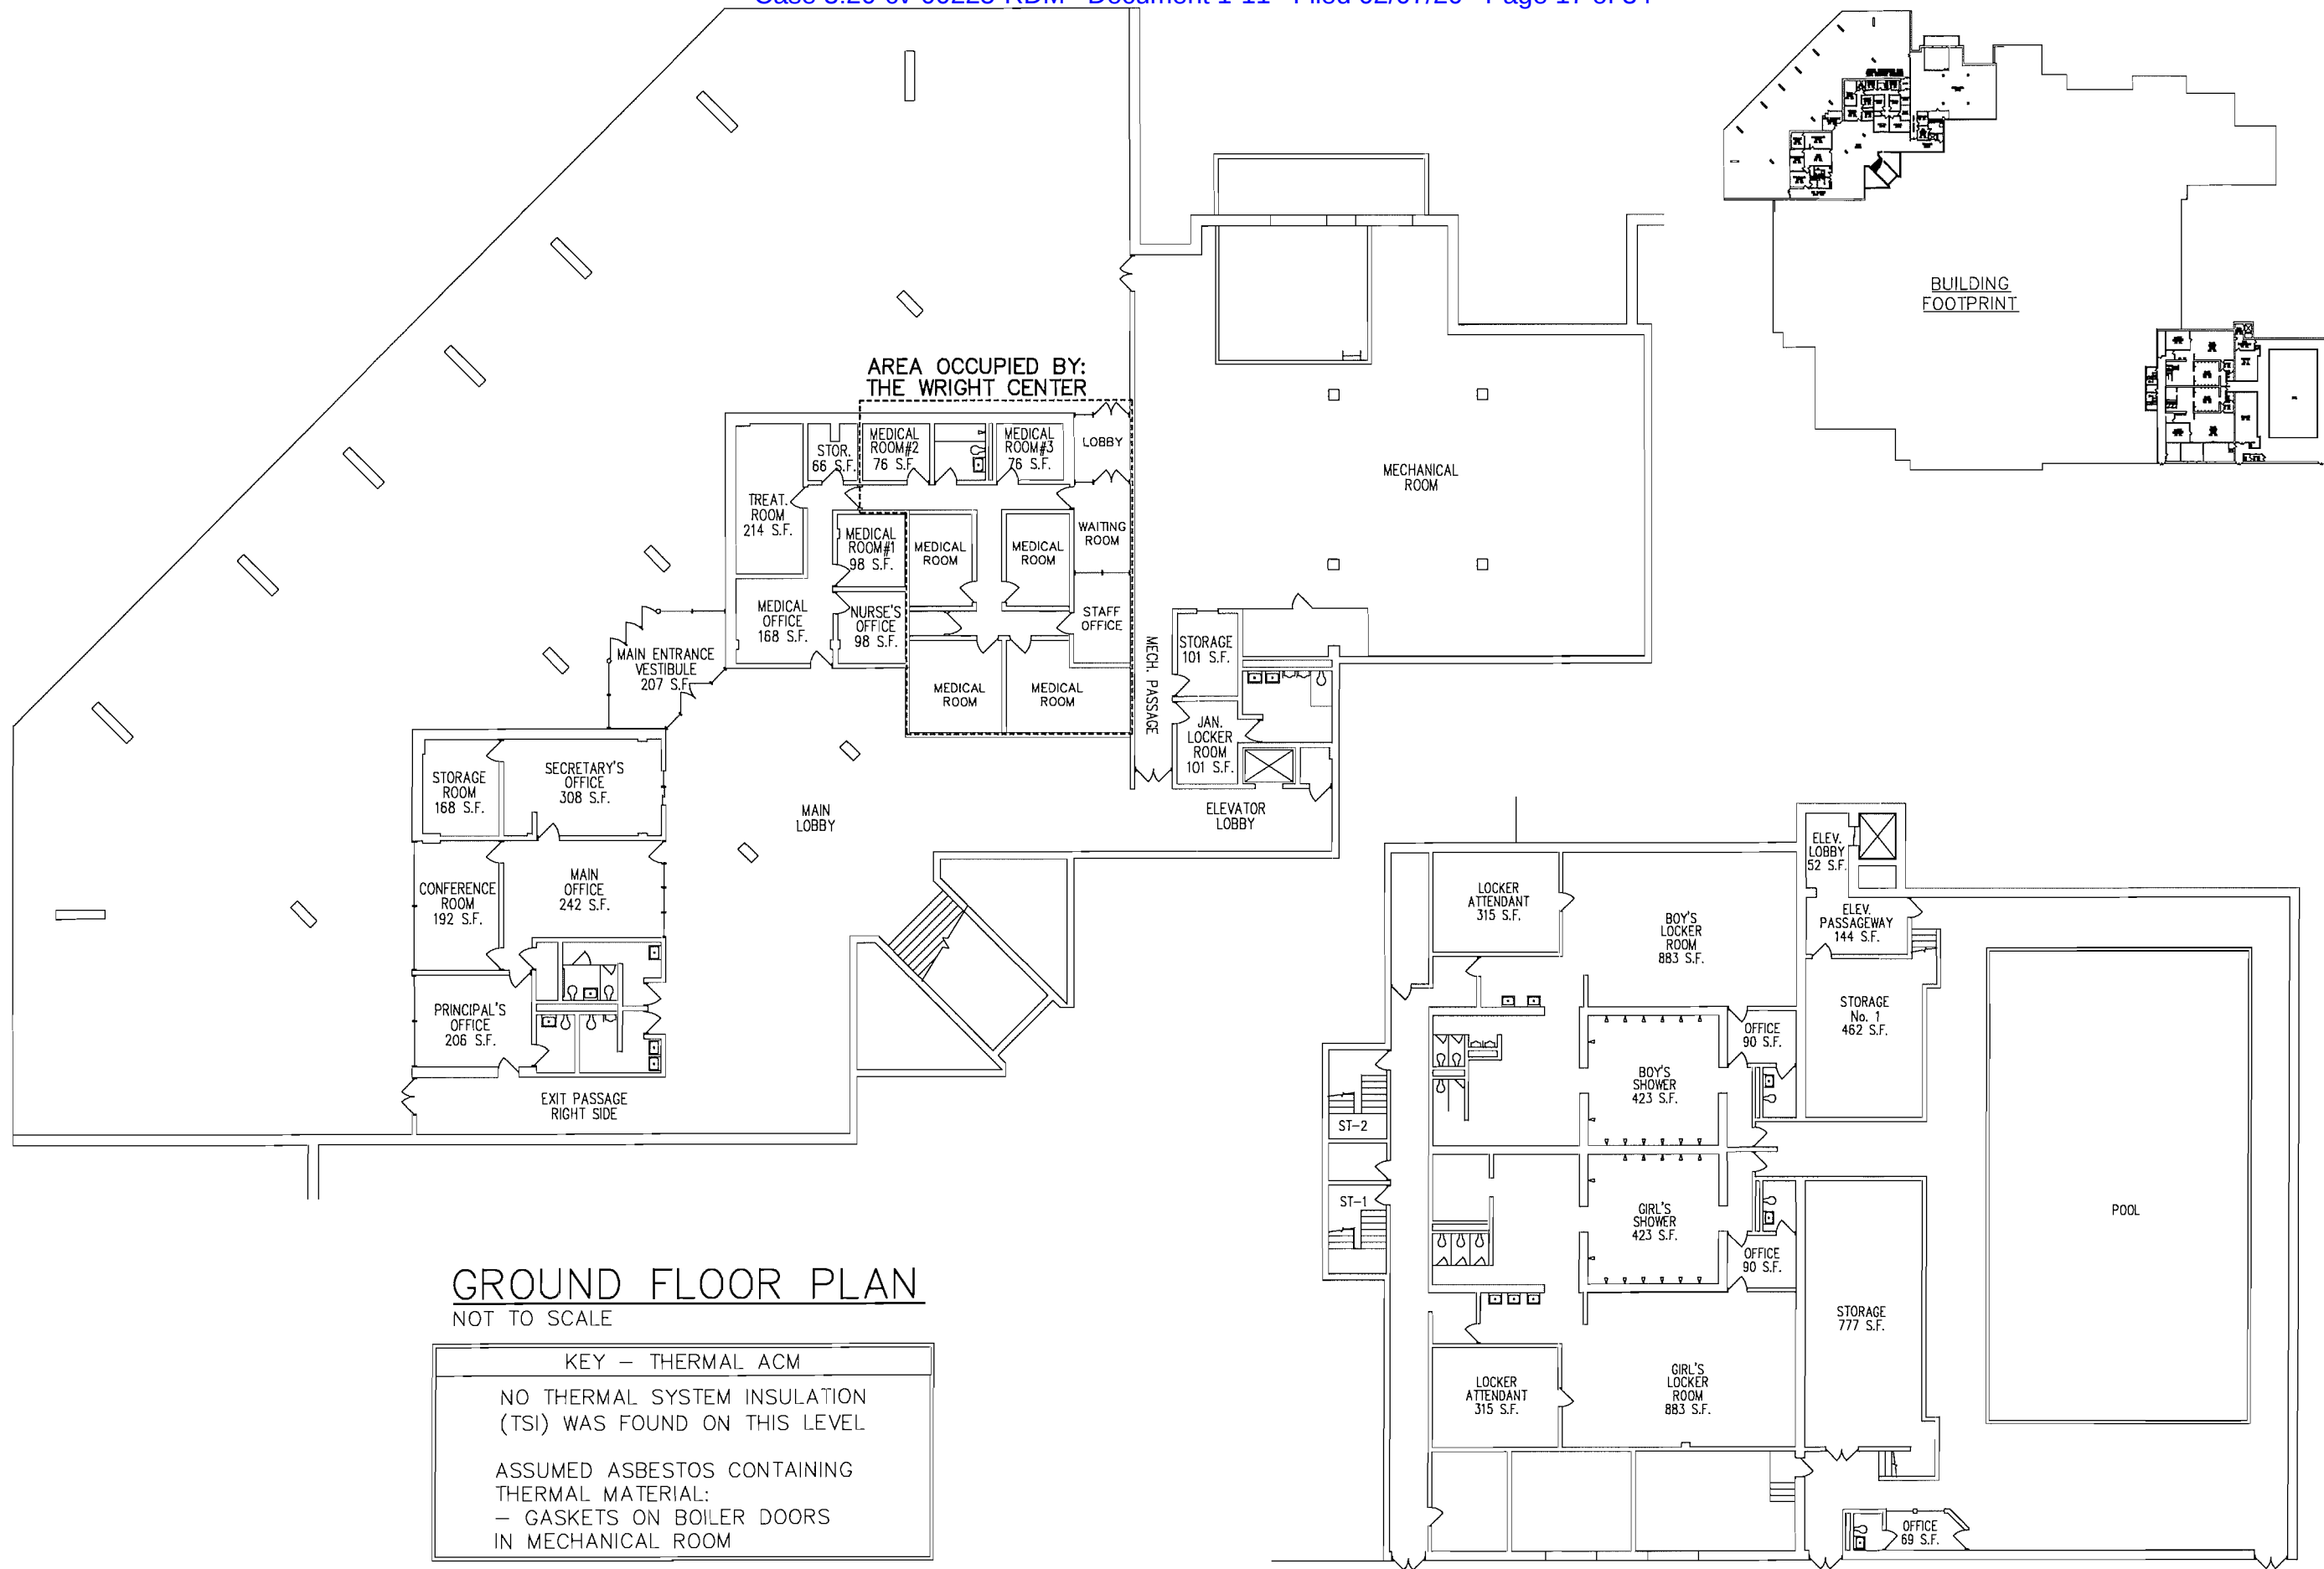 AREA OCCUPIED BY:
THE WRIGHT CENTER
STOR.
66 S.F.
MEDICAL
ROOM#2
76 S.F.
MEDICAL
ROOM#3
76 S.F.
LOBBY
TREAT.
ROOM
214 S.F.
MEDICAL
ROOM#1
98 S.F.
MEDICAL
ROOM
MEDICAL
ROOM
WAITING
ROOM
MEDICAL
OFFICE
168 S.F.
NURSE'S
OFFICE
98 S.F.
STAFF
OFFICE
MEDICAL
ROOM
MEDICAL
ROOM
MECHANICAL
ROOM
MECH. PASSAGE
STORAGE
101 S.F.
JAN.
LOCKER
ROOM
101 S.F.
ELEVATOR
LOBBY
MAIN ENTRANCE
VESTIBULE
207 S.F.
STORAGE
ROOM
168 S.F.
SECRETARY'S
OFFICE
308 S.F.
MAIN
LOBBY
CONFERENCE
ROOM
192 S.F.
MAIN
OFFICE
242 S.F.
PRINCIPAL'S
OFFICE
206 S.F.
EXIT PASSAGE
RIGHT SIDE
BUILDING
FOOTPRINT
ELEV.
LOBBY
52 S.F.
LOCKER
ATTENDANT
315 S.F.
BOY'S
LOCKER
ROOM
883 S.F.
ELEV.
PASSAGEWAY
144 S.F.
STORAGE
No. 1
462 S.F.
OFFICE
90 S.F.
BOY'S
SHOWER
423 S.F.
ST-2
ST-1
GIRL'S
SHOWER
423 S.F.
OFFICE
90 S.F.
POOL
STORAGE
777 S.F.
LOCKER
ATTENDANT
315 S.F.
GIRL'S
LOCKER
ROOM
883 S.F.
OFFICE
69 S.F.
GROUND FLOOR PLAN
NOT TO SCALE
KEY – THERMAL ACM
NO THERMAL SYSTEM INSULATION
(TSI) WAS FOUND ON THIS LEVEL
ASSUMED ASBESTOS CONTAINING
THERMAL MATERIAL:
– GASKETS ON BOILER DOORS
IN MECHANICAL ROOM